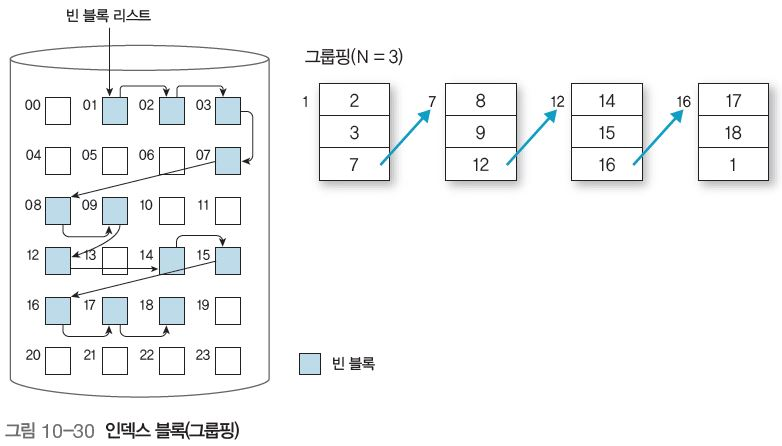 빈 블록 리스트
그룹핑(N = 3)
00 01 02 03
04 05 06 07
08 09 10 11
12 13 14 15
16 17 18 19
20 21 22 23
1 7 12 16
2 8 14 17
3 9 15 18
7 12 16 1
빈 블록
그림 10-30 인덱스 블록(그룹핑)